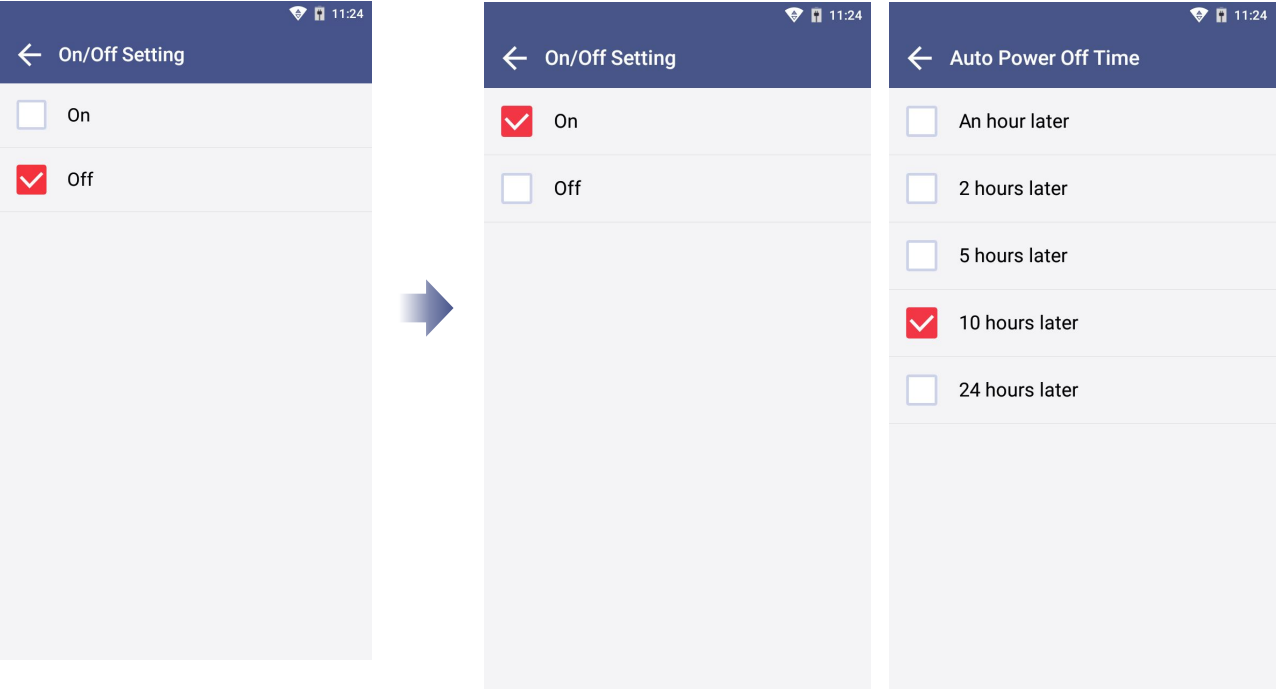 11:24
On/Off Setting
On
Off
11:24
On/Off Setting
On
Off
11:24
Auto Power Off Time
An hour later
2 hours later
5 hours later
10 hours later
24 hours later